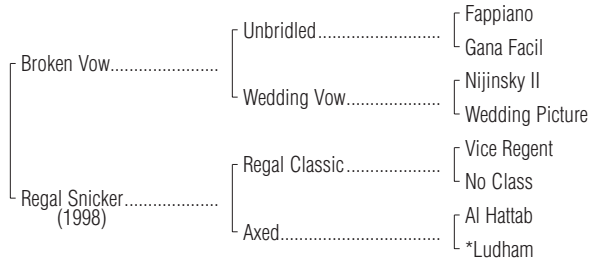 Fappiano
Unbridled
Gana Facil
Broken Vow
Nijinsky II
Wedding Vow
Wedding Picture
Vice Regent
Regal Classic
No Class
Regal Snicker
(1998)
Al Hattab
Axed
*Ludham